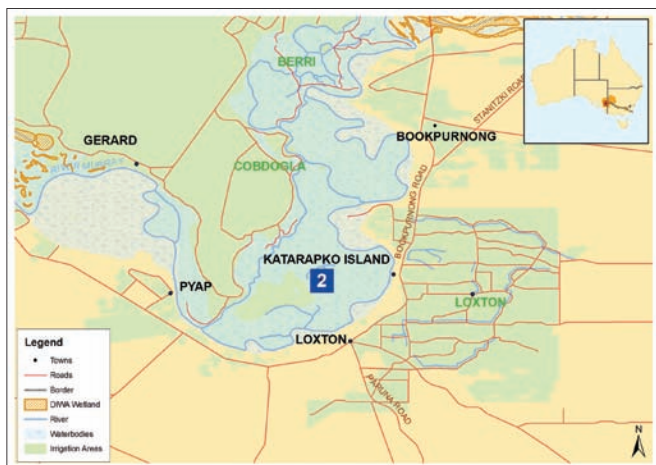 BERRI
STANITZKI ROAD
BOOKPURNONG
GERARD
RIVER MURRAY
COBDOGLA
BOOKPURNONG ROAD
KATARAPKO ISLAND
2
PYAP
LOXTON
LOXTON
PARUNA ROAD
Legend
Towns
Roads
Border
DIWA Wetland
River
Waterbodies
Irrigation Areas
N